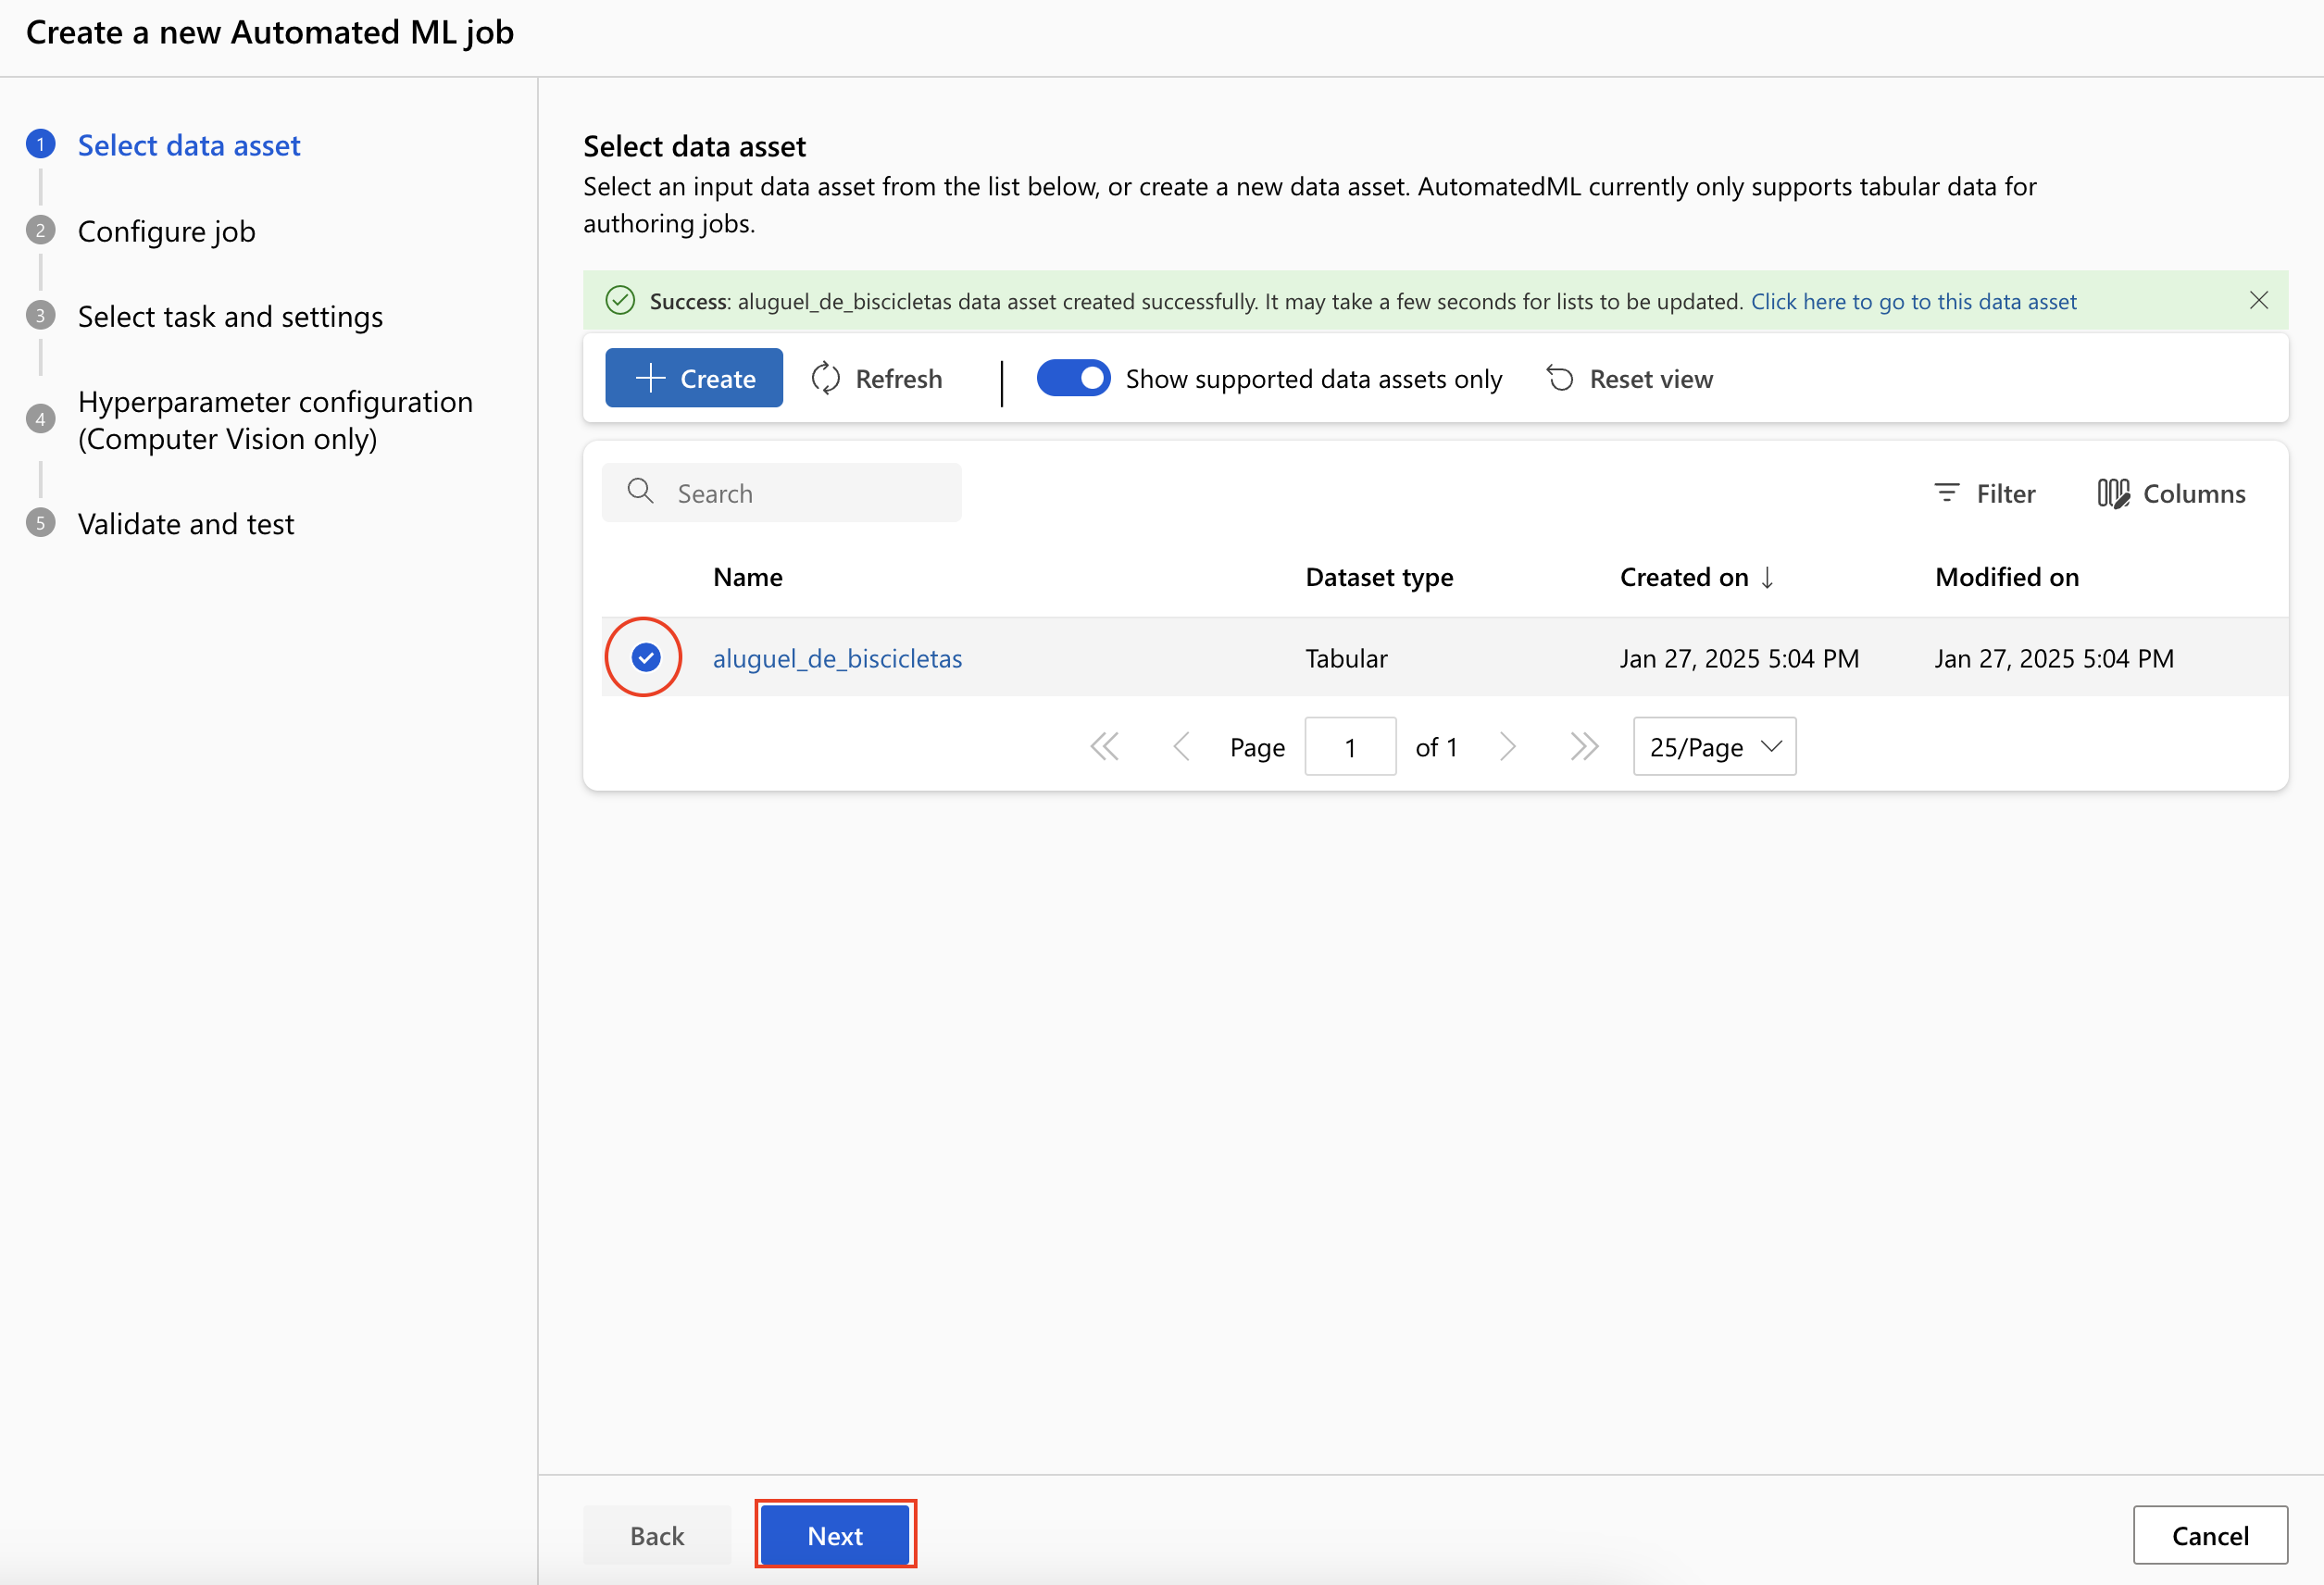 Create a new Automated ML job
1 Select data asset
2 Configure job
3 Select task and settings
4 Hyperparameter configuration
(Computer Vision only)
5 Validate and test
Select data asset
Select an input data asset from the list below, or create a new data asset. AutomatedML currently only supports tabular data for
authoring jobs.
Success: aluguel_de_biscicletas data asset created successfully. It may take a few seconds for lists to be updated. Click here to go to this data asset
Create Refresh Show supported data assets only Reset view
Search Filter Columns
Name Dataset type Created on ↓ Modified on
aluguel_de_biscicletas Tabular Jan 27, 2025 5:04 PM Jan 27, 2025 5:04 PM
Page 1 of 1 25/Page
Back Next Cancel